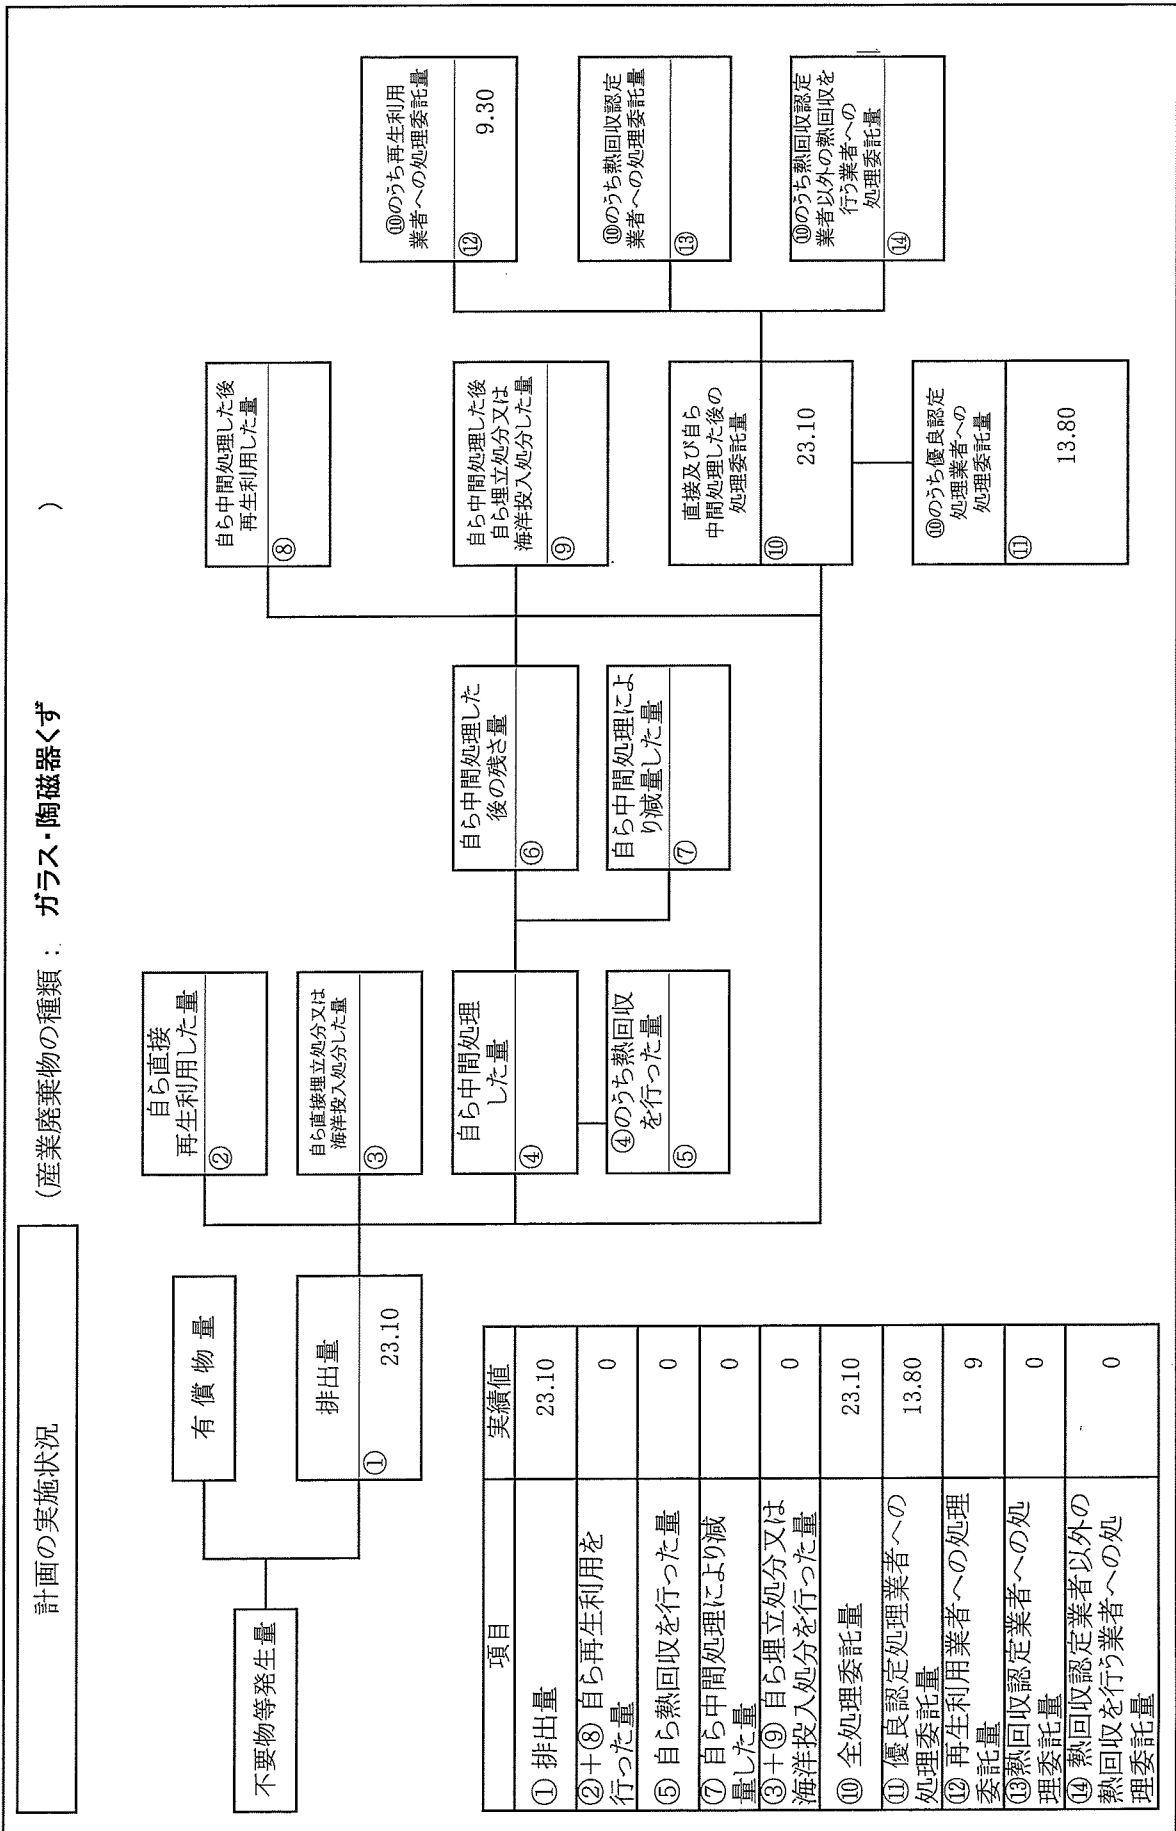 計画の実施状況
(産業廃棄物の種類： ガラス・陶磁器くず )
不要物等発生量
有償物量
排出量
①
23.10
自ら直接
再生利用した量
②
自ら直接埋立処分又は
海洋投入処分した量
③
自ら中間処理
した量
④
④のうち熱回収
を行った量
⑤
自ら中間処理した
後の残さ量
⑥
自ら中間処理によ
り減量した量
⑦
自ら中間処理した後
再生利用した量
⑧
自ら中間処理した後
自ら埋立処分又は
海洋投入処分した量
⑨
直接及び自ら
中間処理した後の
処理委託量
⑩
23.10
⑩のうち優良認定
処理業者への
処理委託量
⑪
13.80
⑩のうち再生利用
業者への処理委託量
⑫
9.30
⑩のうち熱回収認定
業者への処理委託量
⑬
⑩のうち熱回収認定
業者以外の熱回収を
行う業者への
処理委託量
⑭
項目 実績値
① 排出量 23.10
②+⑧ 自ら再生利用を
行った量 0
⑤ 自ら熱回収を行った量 0
⑦ 自ら中間処理により減
量した量 0
③+⑨ 自ら埋立処分又は
海洋投入処分を行った量 0
⑩ 全処理委託量 23.10
⑪ 優良認定処理業者への
処理委託量 13.80
⑫ 再生利用業者への処理
委託量 9
⑬熱回収認定業者への処
理委託量 0
⑭ 熱回収認定業者以外の
熱回収を行う業者への処
理委託量 0